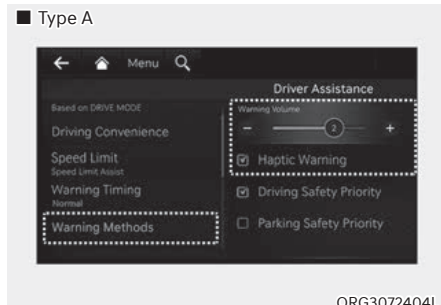 ■ Type A
Menu
Driver Assistance
Based on DRIVE MODE
Driving Convenience
Speed Limit
Speed Limit Assist
Warning Timing
Normal
Warning Methods
Warning Volume
- 2 +
Haptic Warning
Driving Safety Priority
Parking Safety Priority
ORG3072404L